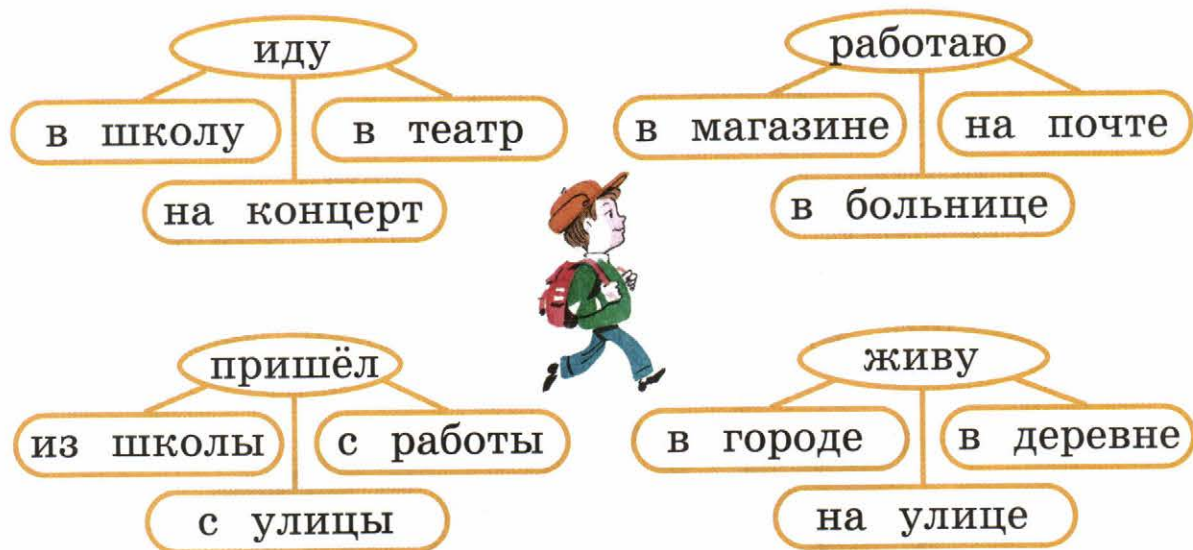 иду
в школу
в театр
на концерт
работаю
в магазине
на почте
в больнице
пришёл
из школы
с работы
с улицы
живу
в городе
в деревне
на улице